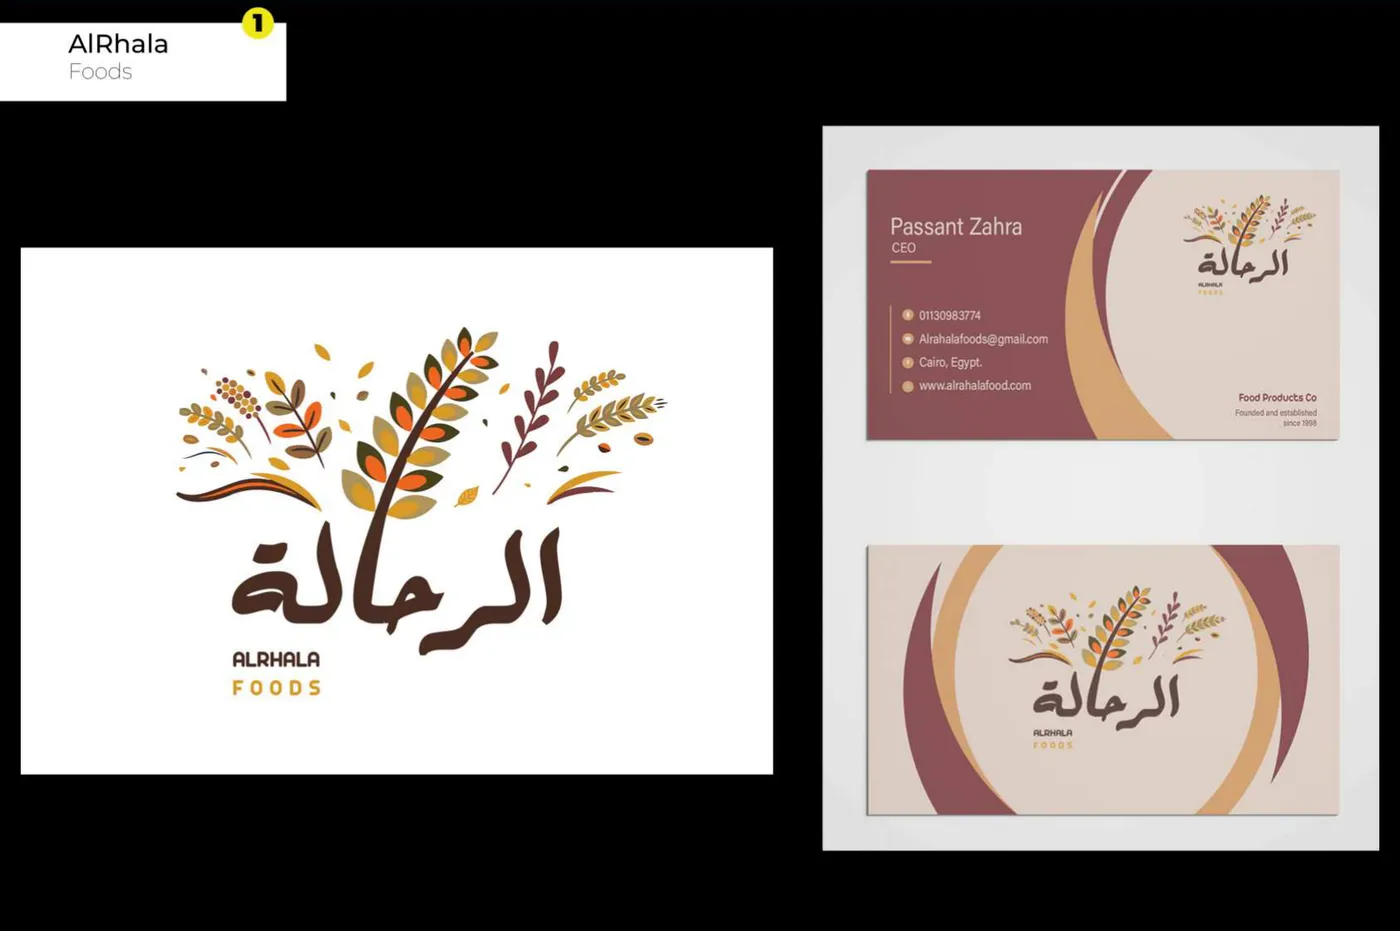 AlRhala
Foods
1
الرحالة
ALRHALA
FOODS
Passant Zahra
CEO
01130983774
Alrahalafoods@gmail.com
Cairo, Egypt.
www.alrahalafood.com
الرحالة
ALRHALA
FOODS
Food Products Co
Founded and established
since 1998
الرحالة
ALRHALA
FOODS